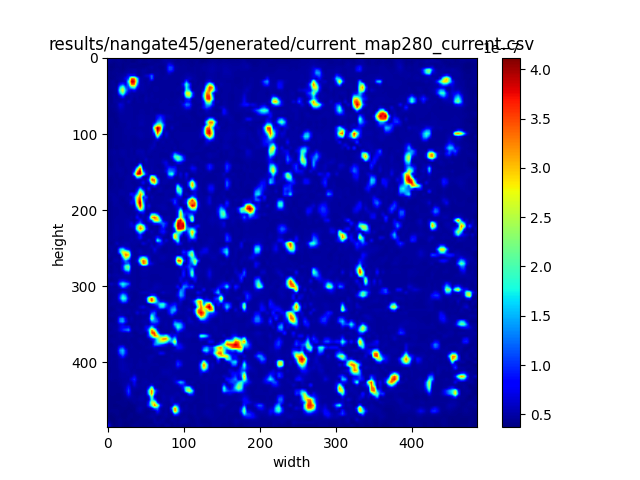 results/nangate45/generated/current_map280_current.csv
1e−7
0
100
200
300
400
height
0 100 200 300 400
width
4.0
3.5
3.0
2.5
2.0
1.5
1.0
0.5